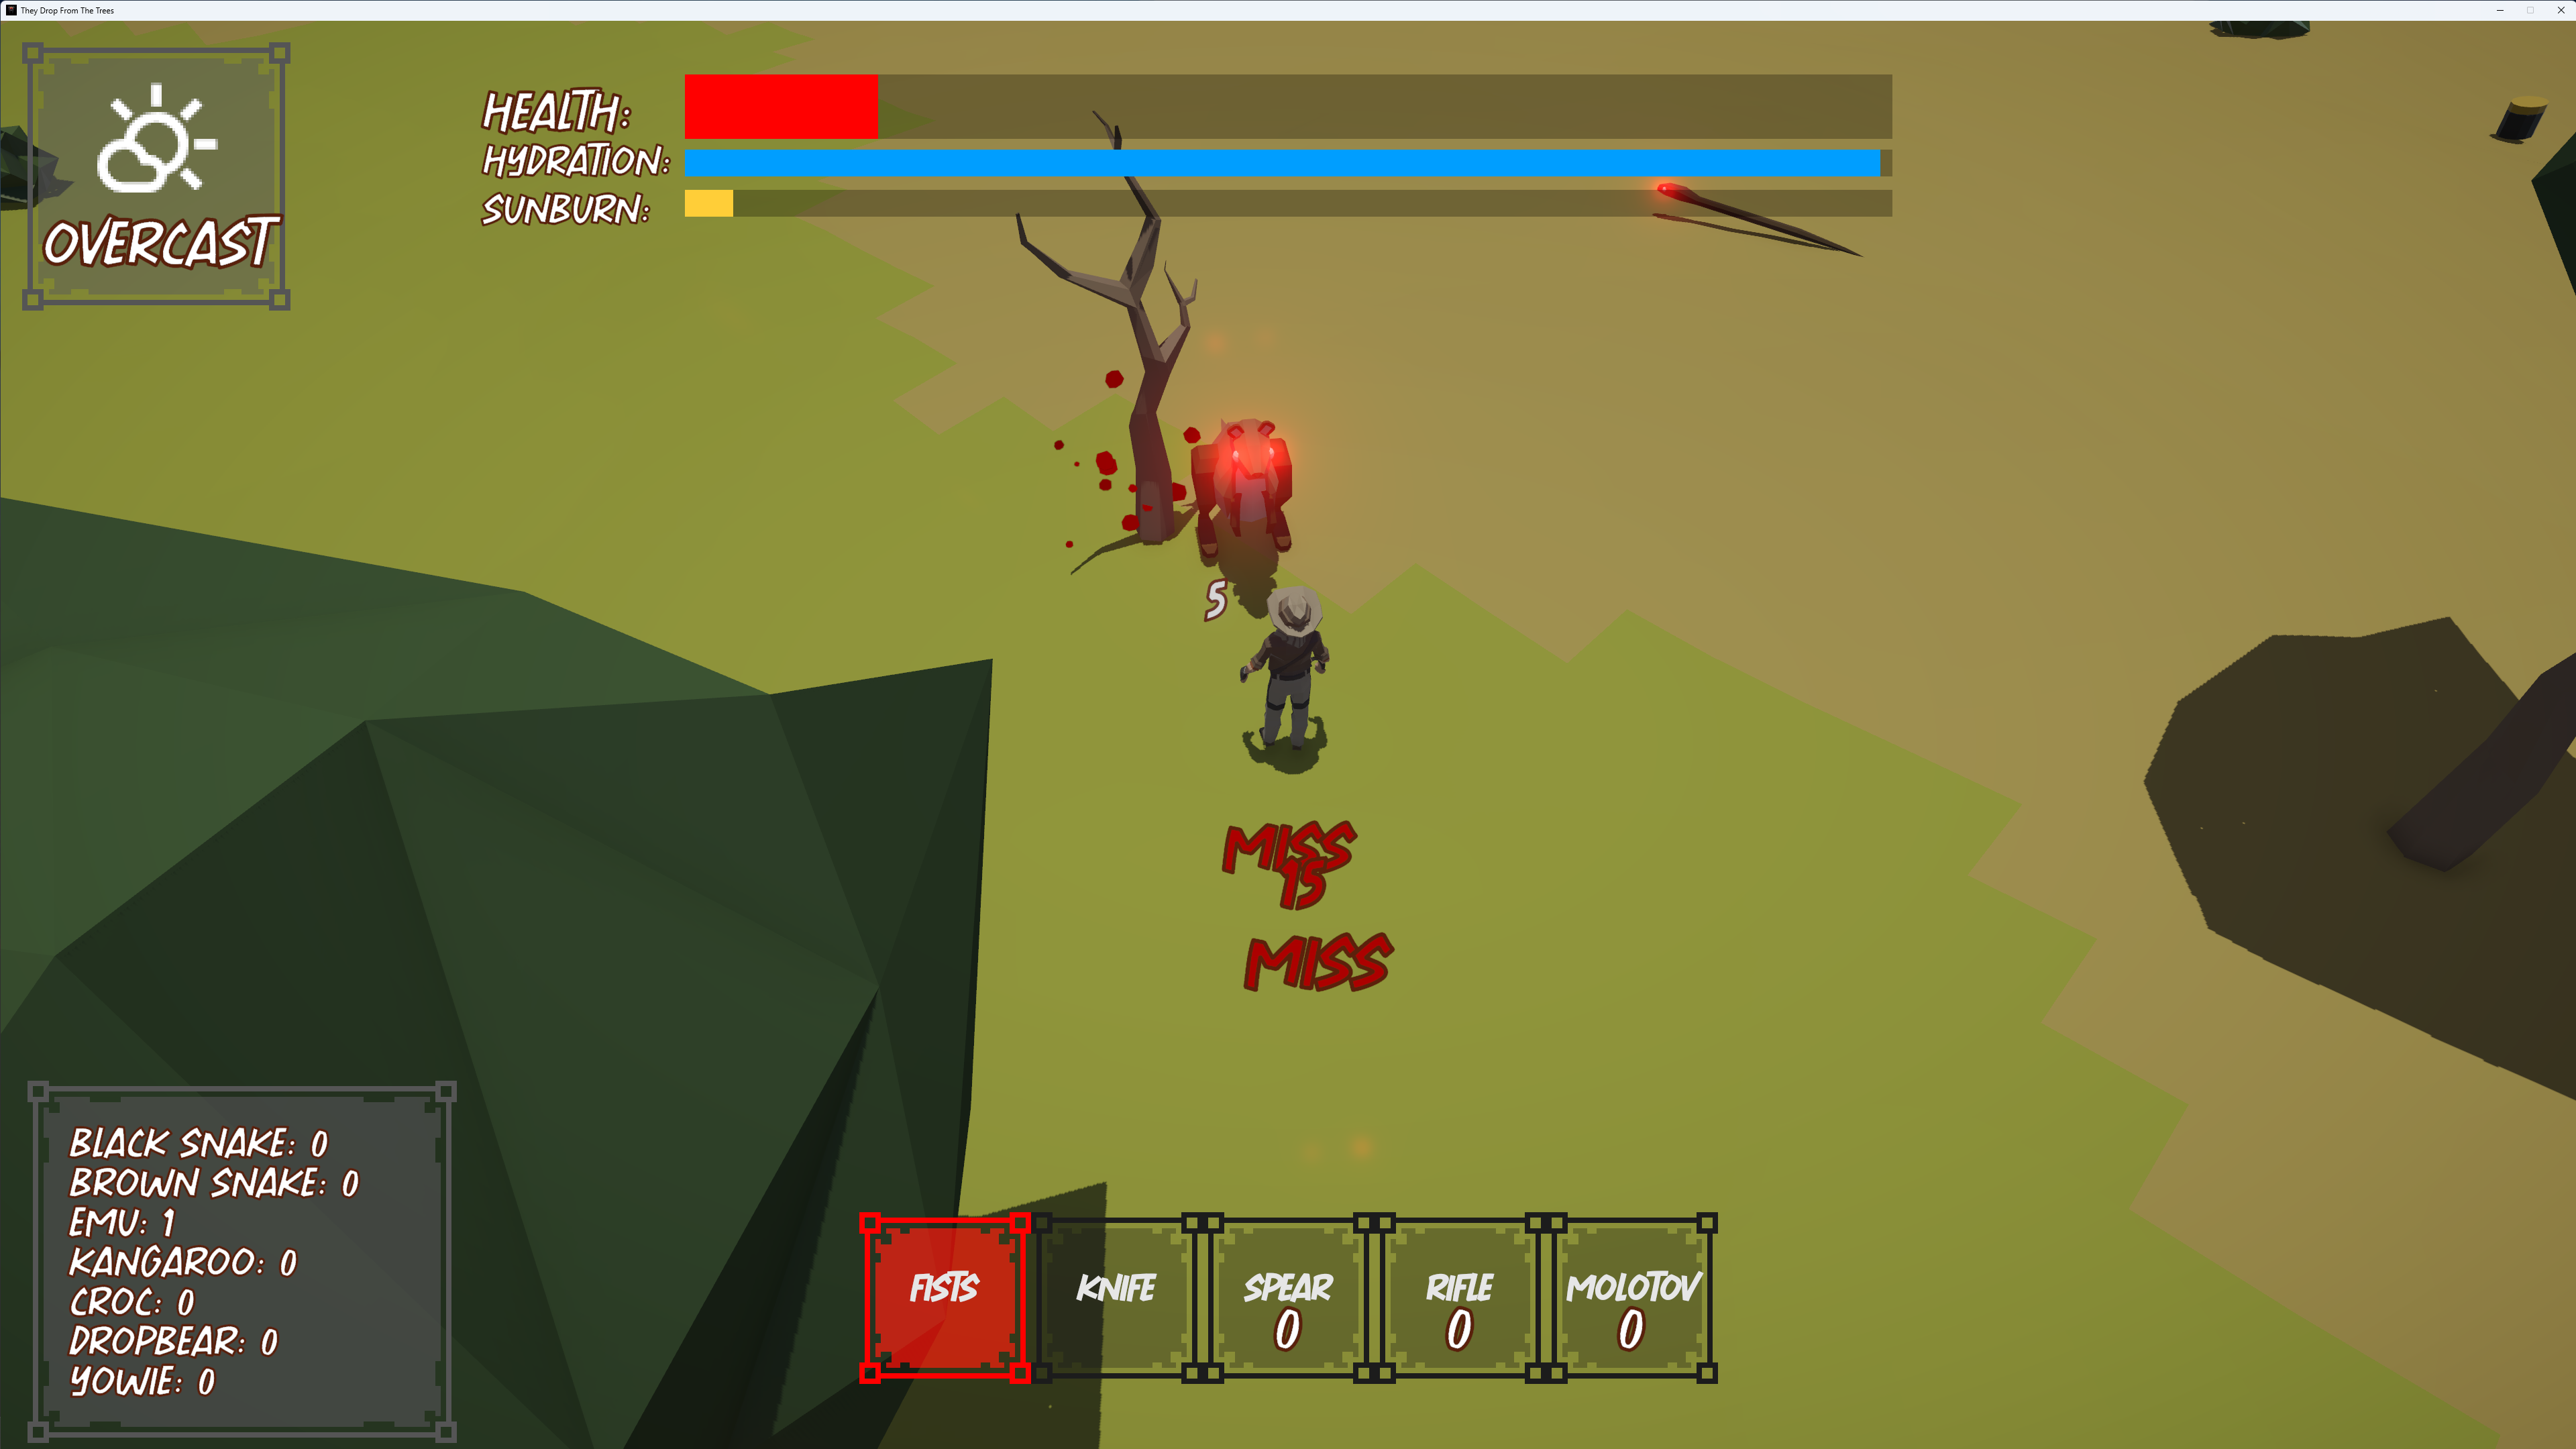 They Drop From The Trees
OVERCAST
HEALTH:
HYDRATION:
SUNBURN:
5
MISS
15
MISS
BLACK SNAKE: 0
BROWN SNAKE: 0
EMU: 1
KANGAROO: 0
CROC: 0
DROPBEAR: 0
YOWIE: 0
FISTS
KNIFE
SPEAR
0
RIFLE
0
MOLOTOV
0